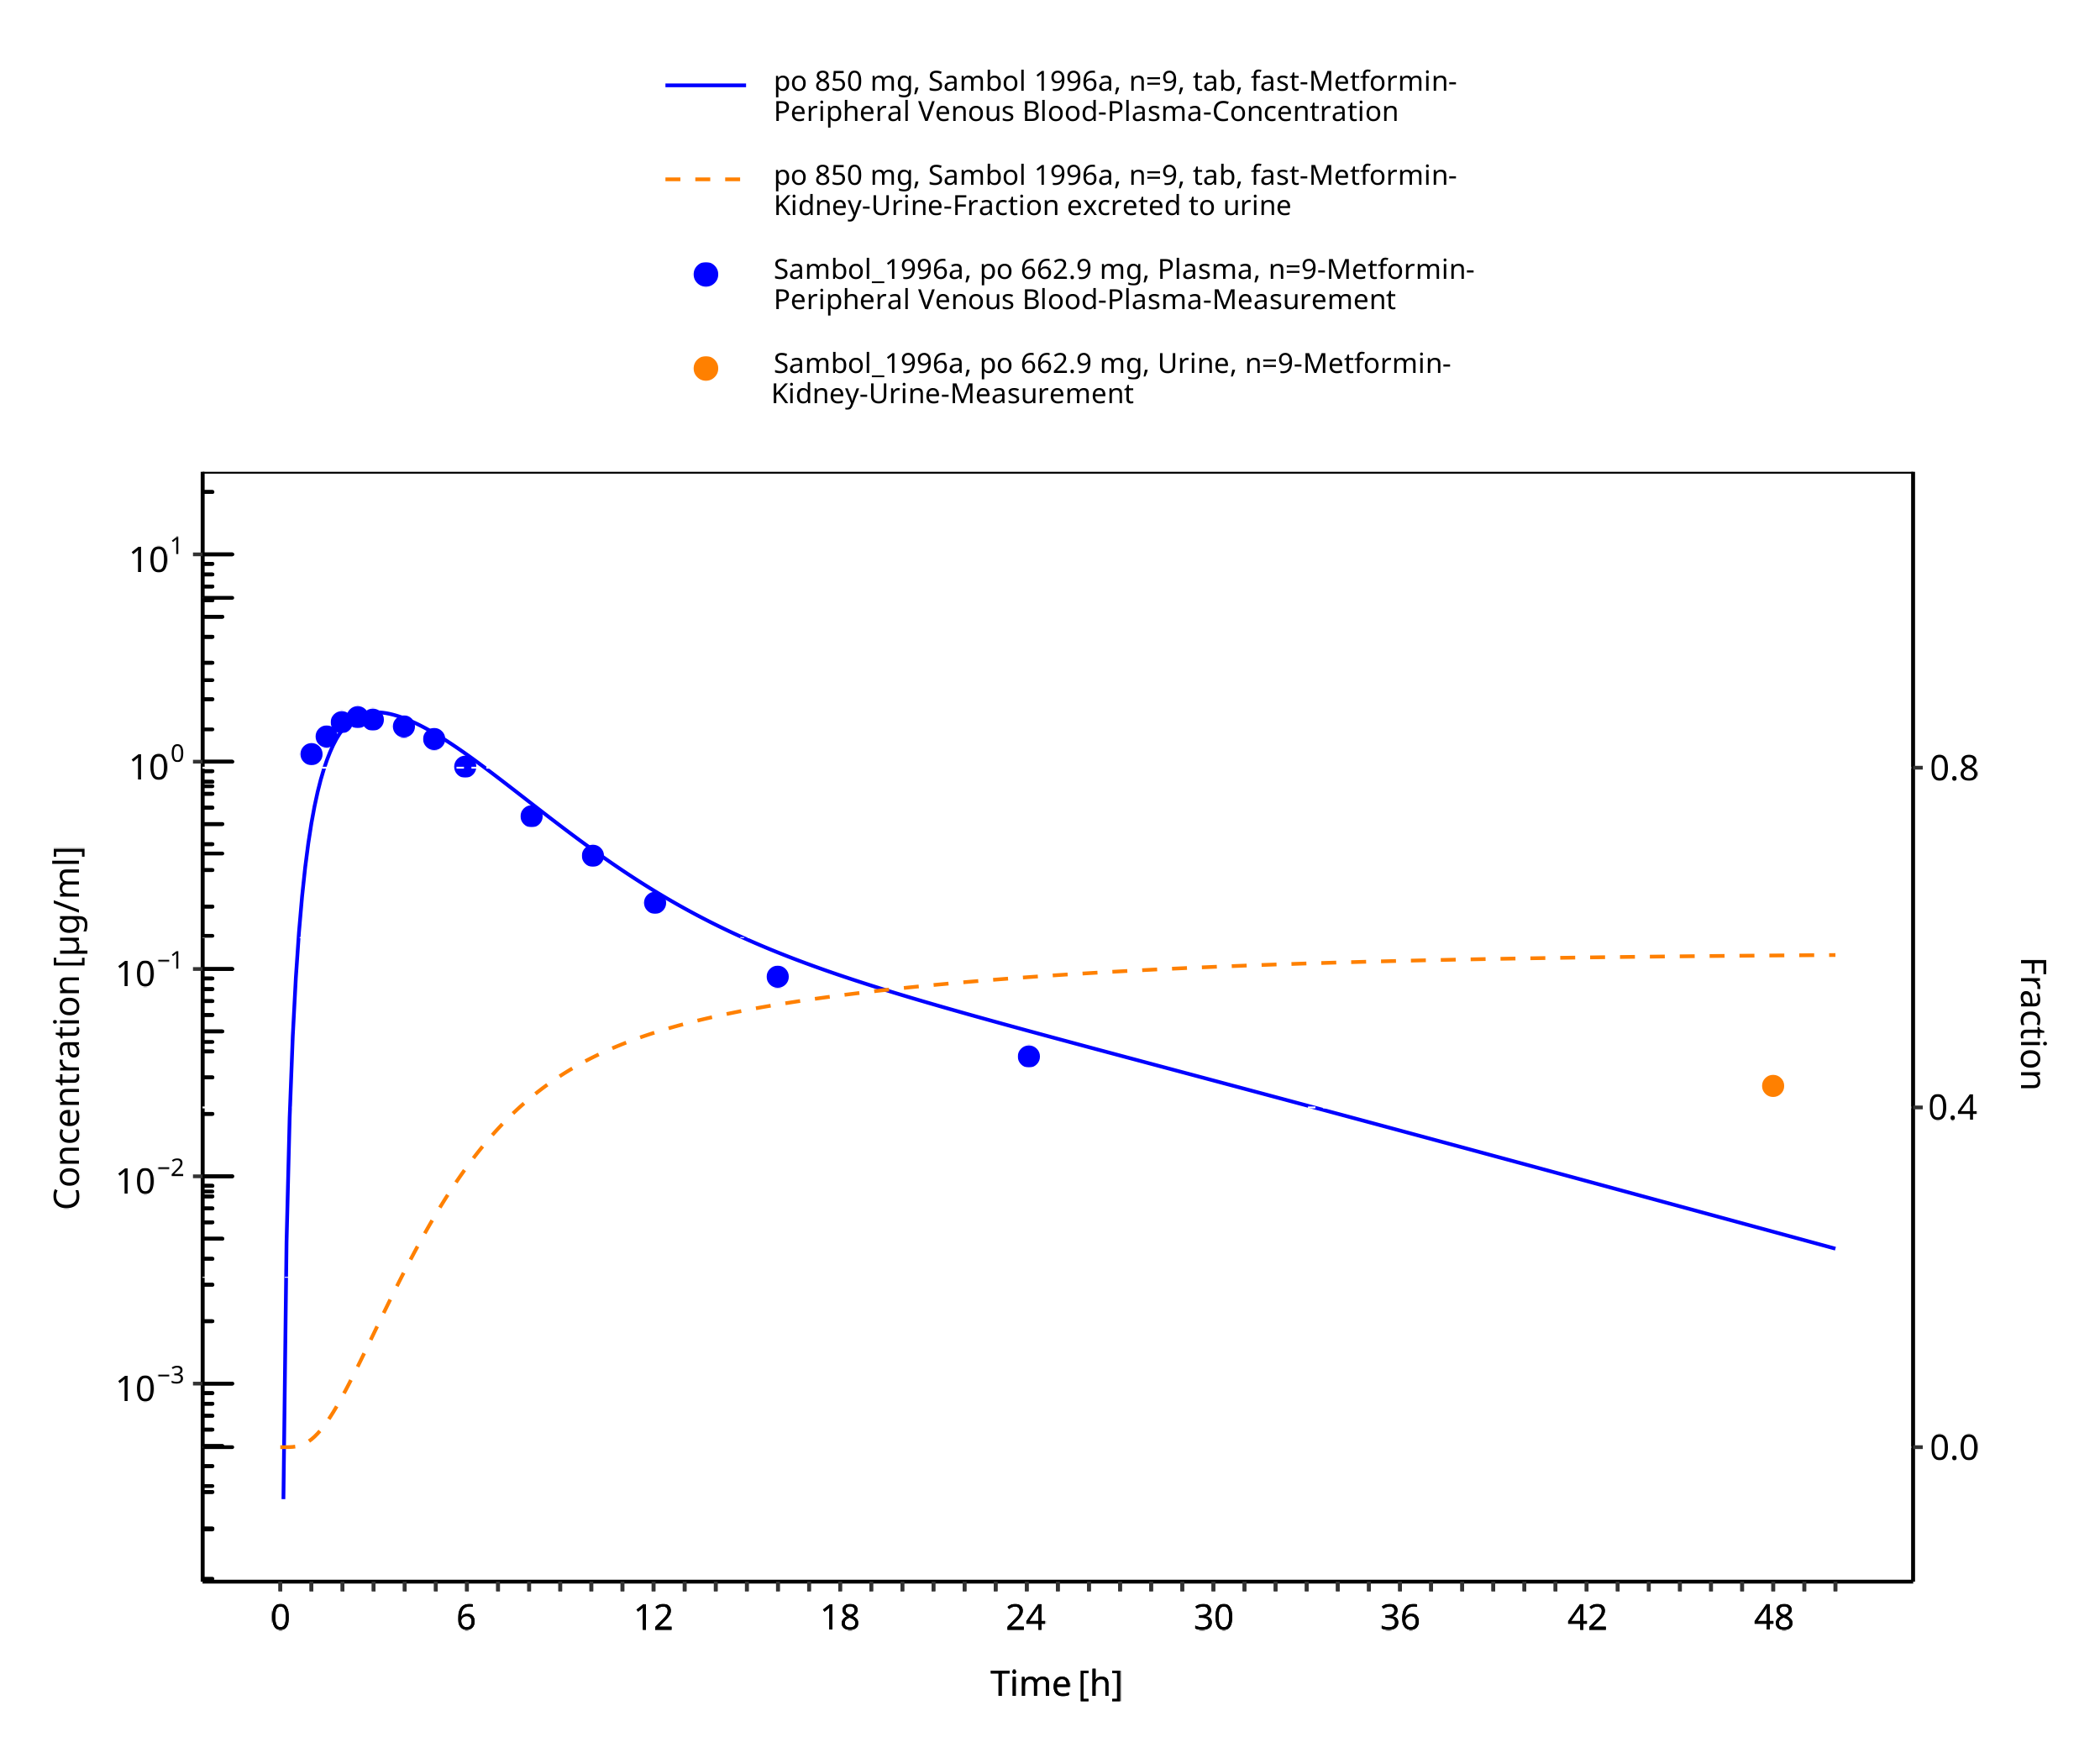 po 850 mg, Sambol 1996a, n=9, tab, fast-Metformin-
Peripheral Venous Blood-Plasma-Concentration
po 850 mg, Sambol 1996a, n=9, tab, fast-Metformin-
Kidney-Urine-Fraction excreted to urine
Sambol_1996a, po 662.9 mg, Plasma, n=9-Metformin-
Peripheral Venous Blood-Plasma-Measurement
Sambol_1996a, po 662.9 mg, Urine, n=9-Metformin-
Kidney-Urine-Measurement
Concentration [µg/ml]
10¹
10⁰
10⁻¹
10⁻²
10⁻³
0.8
0.4
0.0
Fraction
0 6 12 18 24 30 36 42 48
Time [h]